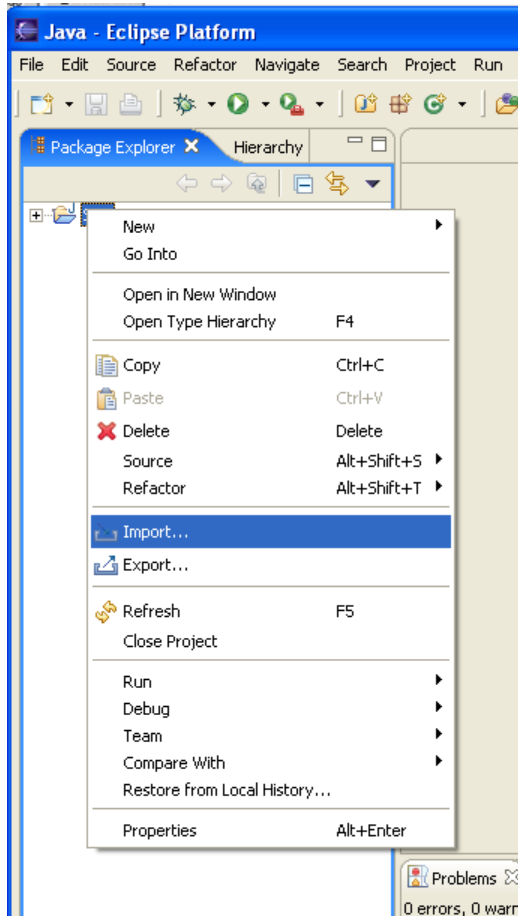 Java - Eclipse Platform
File Edit Source Refactor Navigate Search Project Run
Package Explorer Hierarchy
New
Go Into
Open in New Window
Open Type Hierarchy F4
Copy Ctrl+C
Paste Ctrl+V
Delete Delete
Source Alt+Shift+S
Refactor Alt+Shift+T
Import...
Export...
Refresh F5
Close Project
Run
Debug
Team
Compare With
Restore from Local History...
Properties Alt+Enter
Problems
0 errors, 0 warn